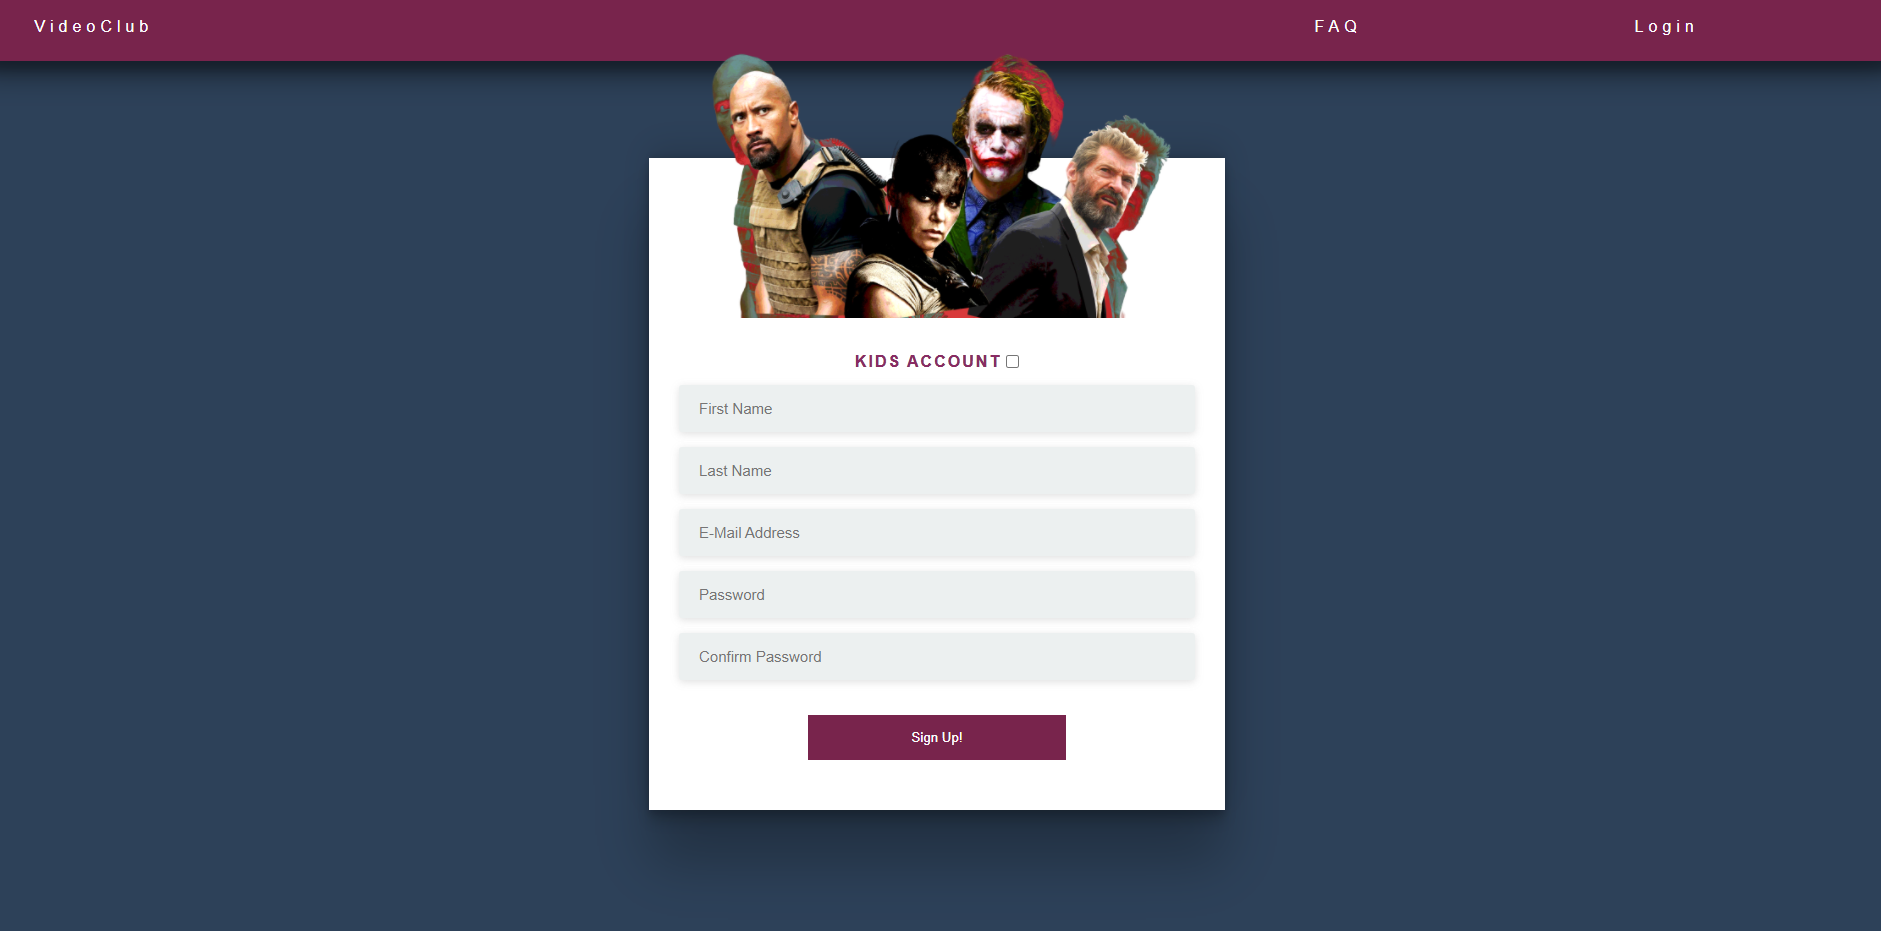 VideoClub
FAQ
Login
KIDS ACCOUNT
First Name
Last Name
E-Mail Address
Password
Confirm Password
Sign Up!